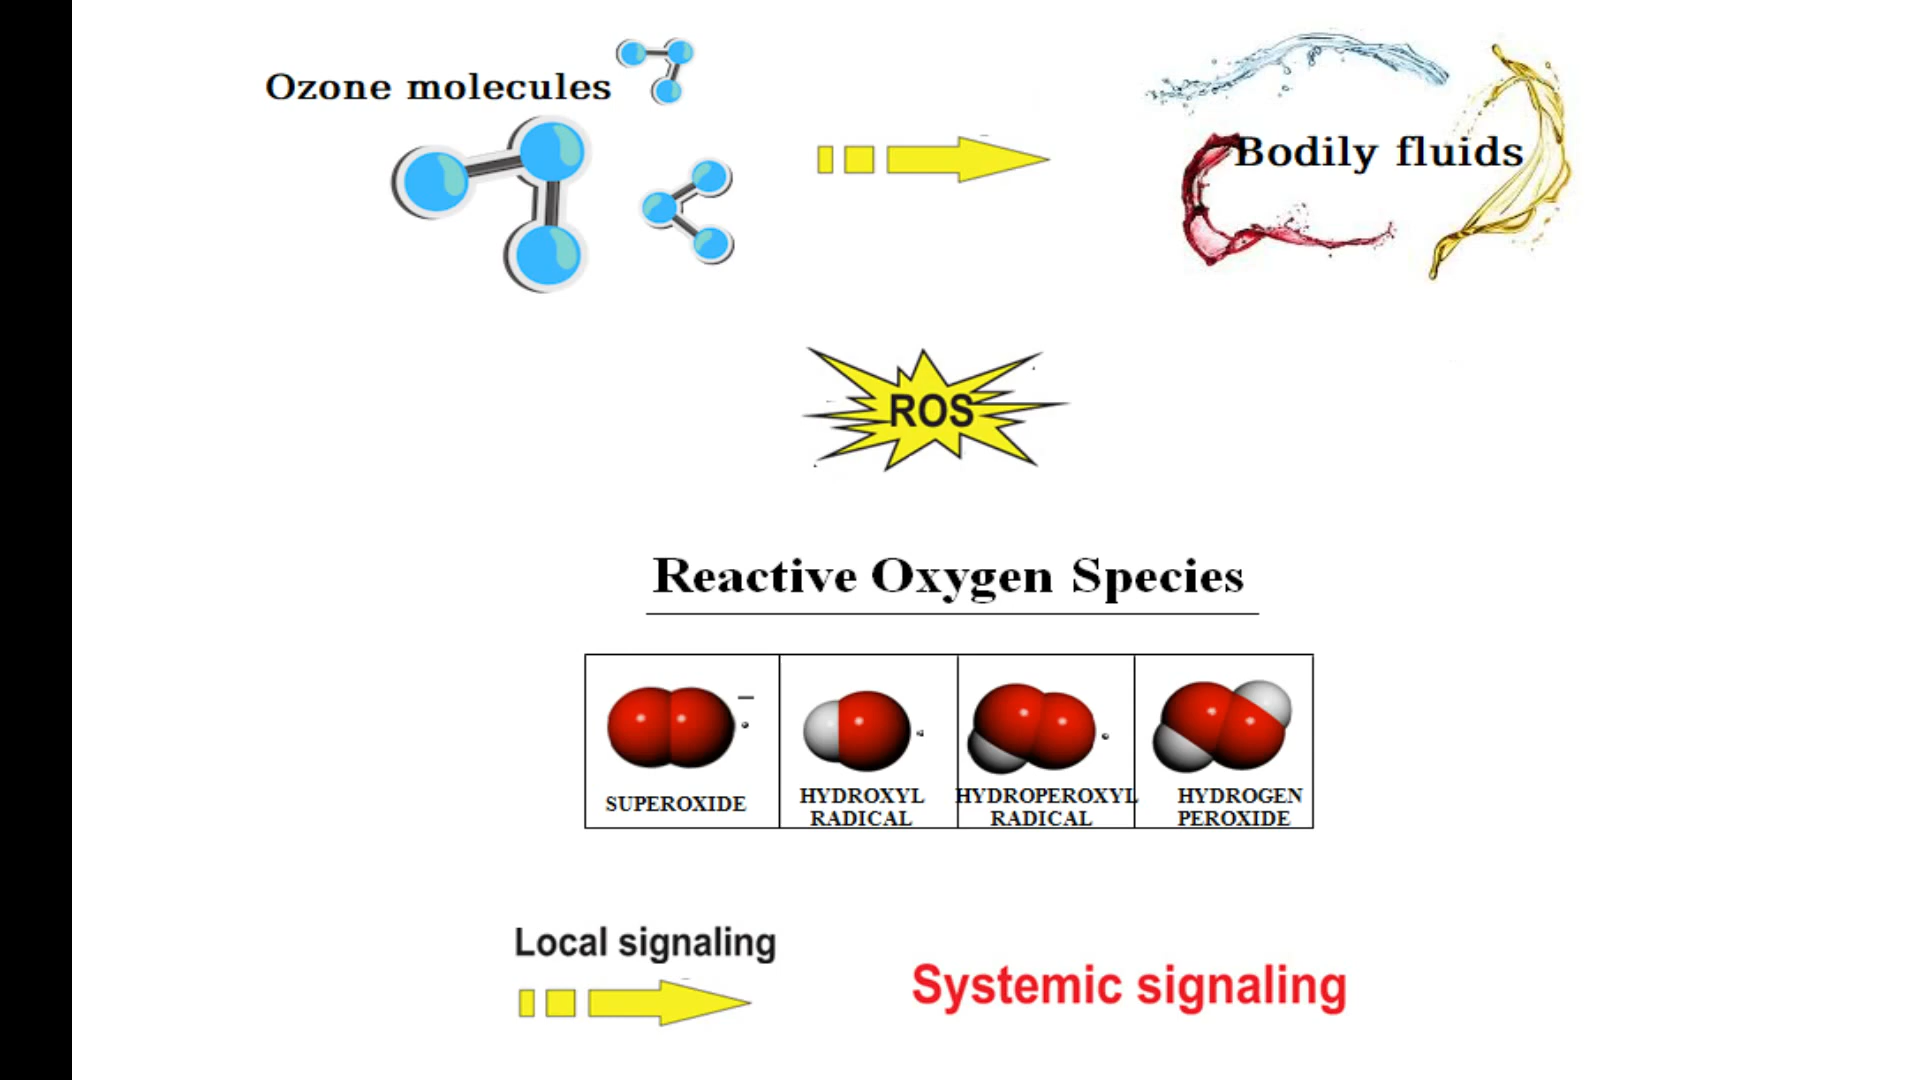 Ozone molecules
Bodily fluids
ROS
Reactive Oxygen Species
SUPEROXIDE
HYDROXYL
RADICAL
HYDROPEROXYL
RADICAL
HYDROGEN
PEROXIDE
Local signaling
Systemic signaling